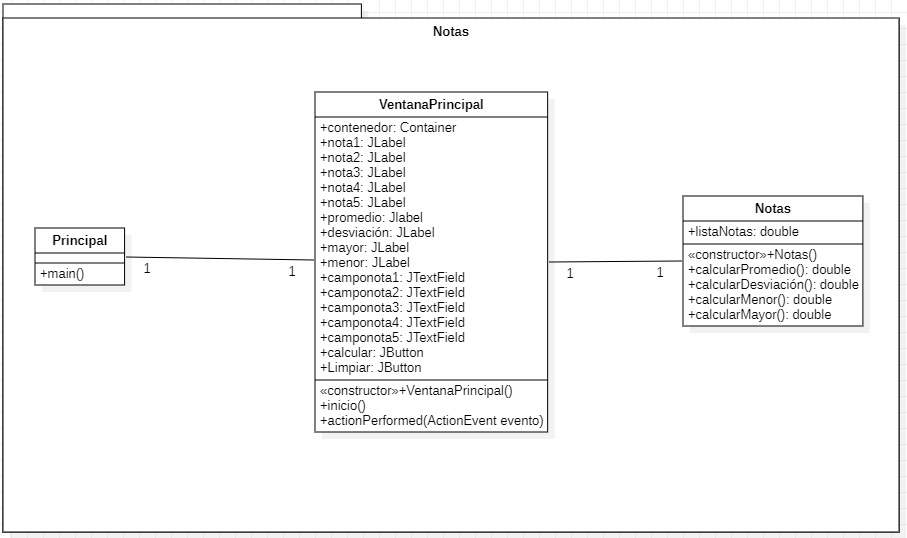 Notas
VentanaPrincipal
+contenedor: Container
+nota1: JLabel
+nota2: JLabel
+nota3: JLabel
+nota4: JLabel
+nota5: JLabel
+promedio: Jlabel
+desviación: JLabel
+mayor: JLabel
+menor: JLabel
+camponota1: JTextField
+camponota2: JTextField
+camponota3: JTextField
+camponota4: JTextField
+camponota5: JTextField
+calcular: JButton
+Limpiar: JButton
«constructor»+VentanaPrincipal()
+inicio()
+actionPerformed(ActionEvent evento)
Principal
+main()
1
1
1
1
Notas
+listaNotas: double
«constructor»+Notas()
+calcularPromedio(): double
+calcularDesviación(): double
+calcularMenor(): double
+calcularMayor(): double